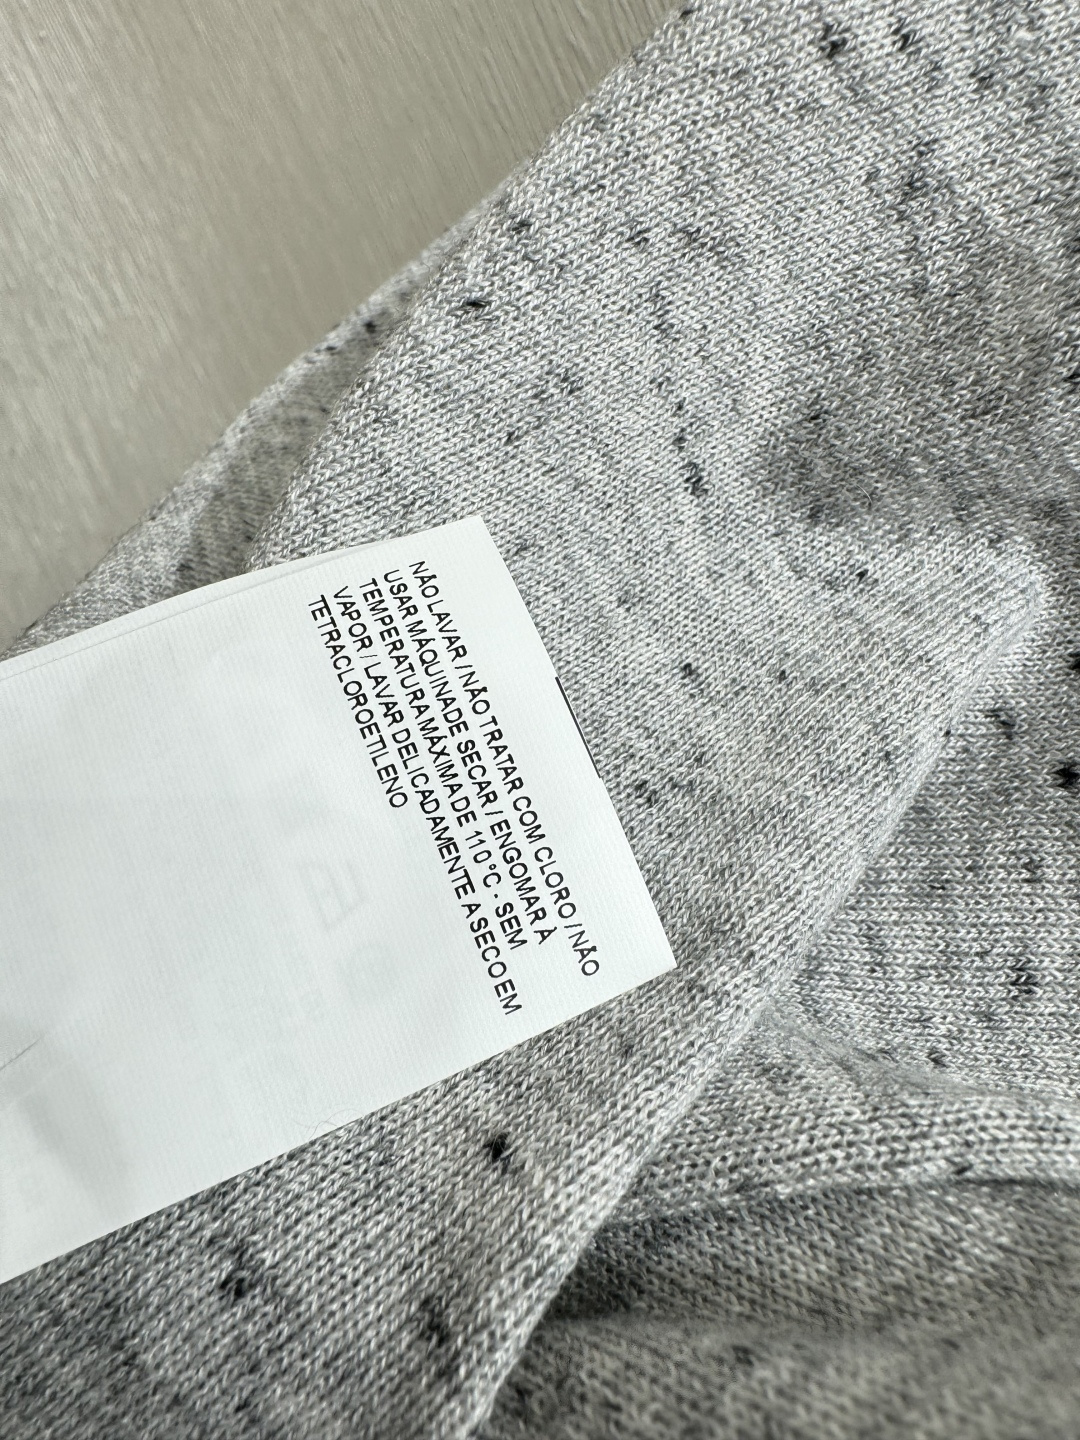 NÃO LAVAR / NÃO TRATAR COM CLORO / NÃO
USAR MÁQUINA DE SECAR / ENGOMAR À
TEMPERATURA MÁXIMA DE 110°C - SEM
VAPOR / LAVAR DELICADAMENTE A SECO EM
TETRACLOROETILENO